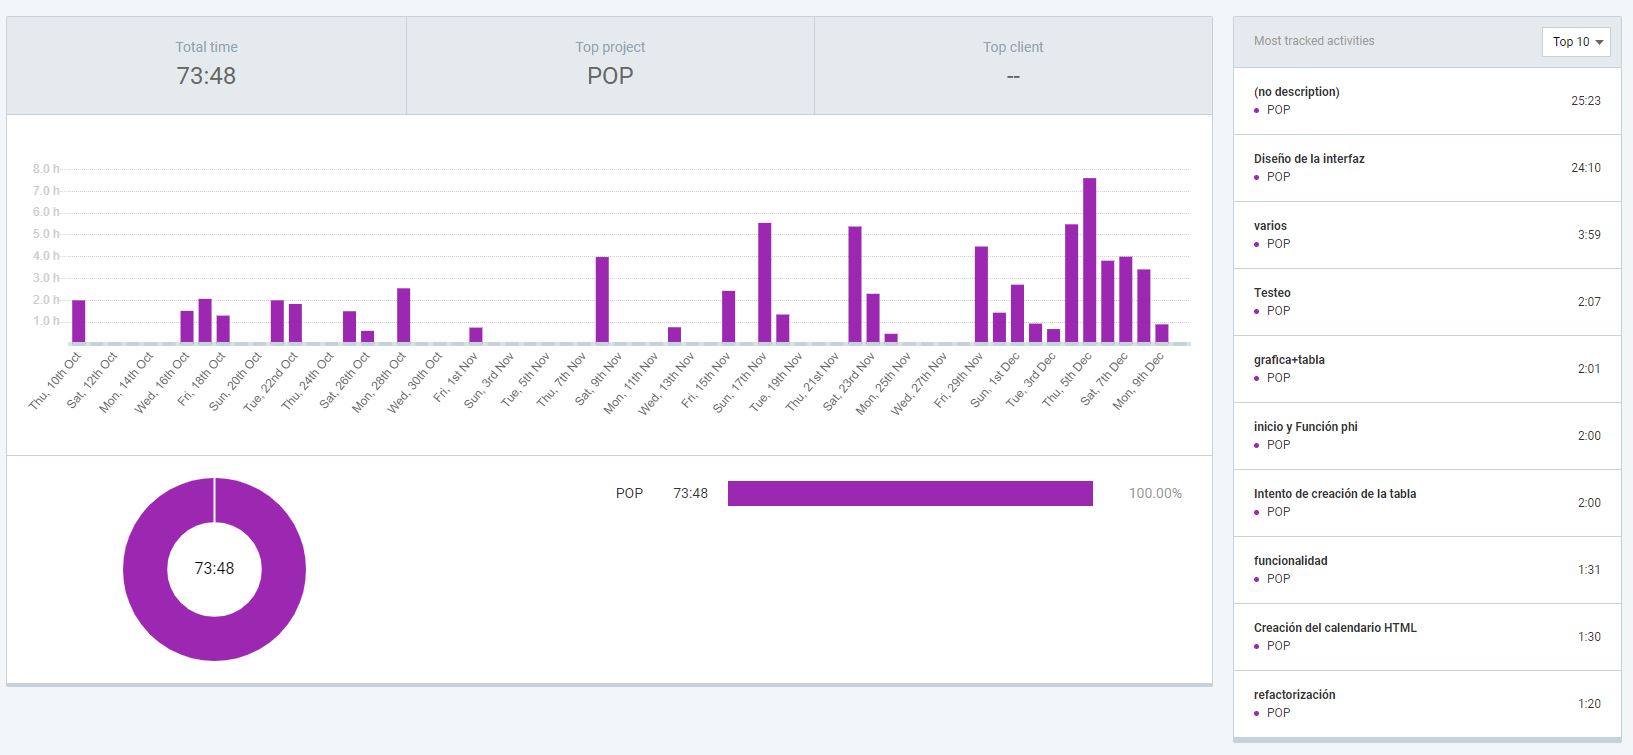 Total time
73:48
Top project
POP
Top client
--
8.0 h
7.0 h
6.0 h
5.0 h
4.0 h
3.0 h
2.0 h
1.0 h
Thu, 10th Oct
Sat, 12th Oct
Mon, 14th Oct
Wed, 16th Oct
Fri, 18th Oct
Sun, 20th Oct
Tue, 22nd Oct
Thu, 24th Oct
Sat, 26th Oct
Mon, 28th Oct
Wed, 30th Oct
Fri, 1st Nov
Sun, 3rd Nov
Tue, 5th Nov
Thu, 7th Nov
Sat, 9th Nov
Mon, 11th Nov
Wed, 13th Nov
Fri, 15th Nov
Sun, 17th Nov
Tue, 19th Nov
Thu, 21st Nov
Sat, 23rd Nov
Mon, 25th Nov
Wed, 27th Nov
Fri, 29th Nov
Sun, 1st Dec
Tue, 3rd Dec
Thu, 5th Dec
Sat, 7th Dec
Mon, 9th Dec
73:48
POP 73:48 100.00%
Most tracked activities Top 10
(no description)
POP 25:23
Diseño de la interfaz
POP 24:10
varios
POP 3:59
Testeo
POP 2:07
grafica+tabla
POP 2:01
inicio y Función phi
POP 2:00
Intento de creación de la tabla
POP 2:00
funcionalidad
POP 1:31
Creación del calendario HTML
POP 1:30
refactorización
POP 1:20